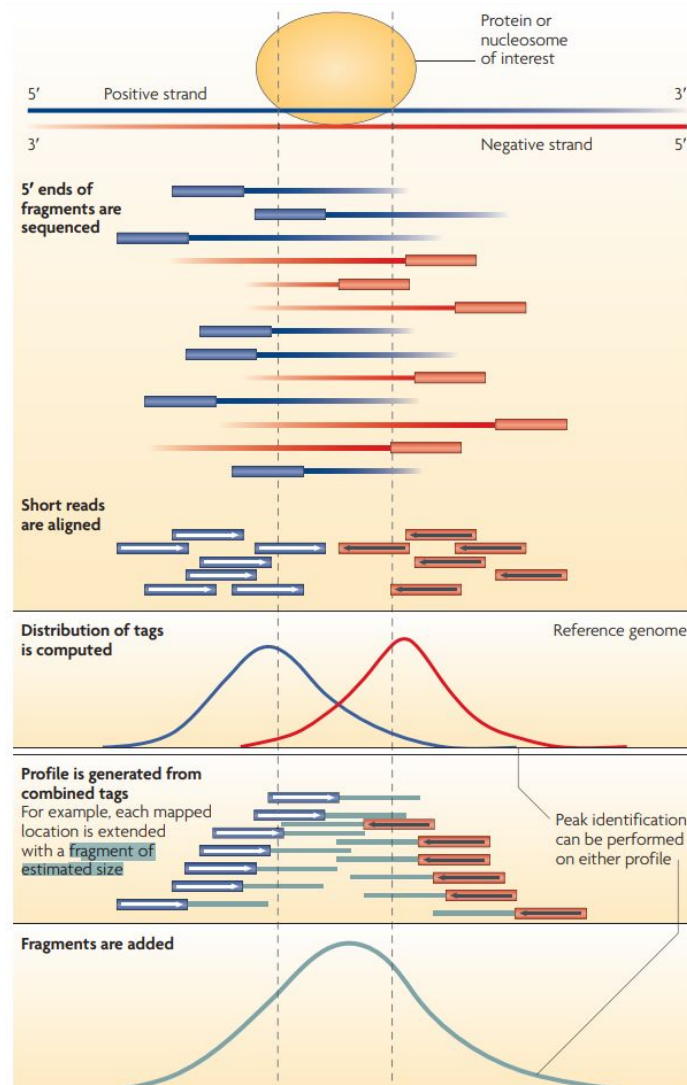 Protein or
nucleosome
of interest
5′
Positive strand
3′
3′
Negative strand
5′
5′ ends of
fragments are
sequenced
Short reads
are aligned
Distribution of tags
is computed
Reference genome
Profile is generated from
combined tags
For example, each mapped
location is extended
with a fragment of
estimated size
Peak identification
can be performed
on either profile
Fragments are added